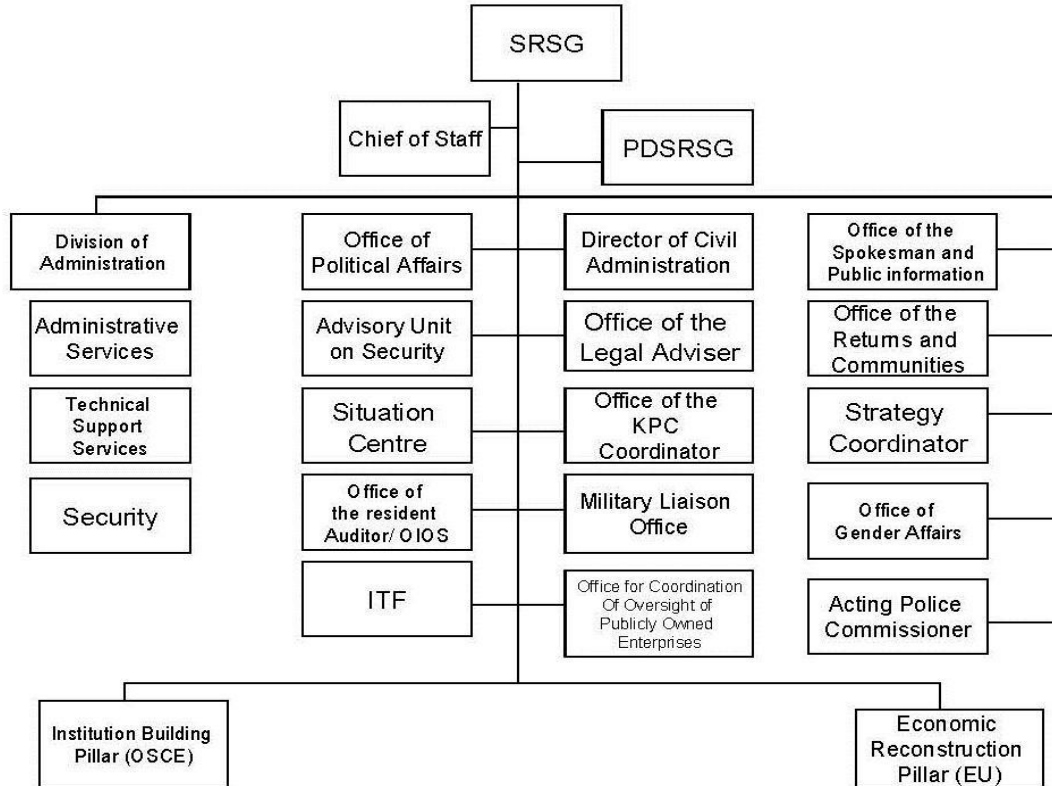 SRSG
Chief of Staff
PDSRSG
Division of
Administration
Office of
Political Affairs
Director of Civil
Administration
Office of the
Spokesman and
Public information
Administrative
Services
Advisory Unit
on Security
Office of the
Legal Adviser
Office of the
Returns and
Communities
Technical
Support
Services
Situation
Centre
Office of the
KPC
Coordinator
Strategy
Coordinator
Security
Office of
the resident
Auditor/ OIOS
Military Liaison
Office
Office of
Gender Affairs
ITF
Office for Coordination
Of Oversight of
Publicly Owned
Enterprises
Acting Police
Commissioner
Institution Building
Pillar (OSCE)
Economic
Reconstruction
Pillar (EU)